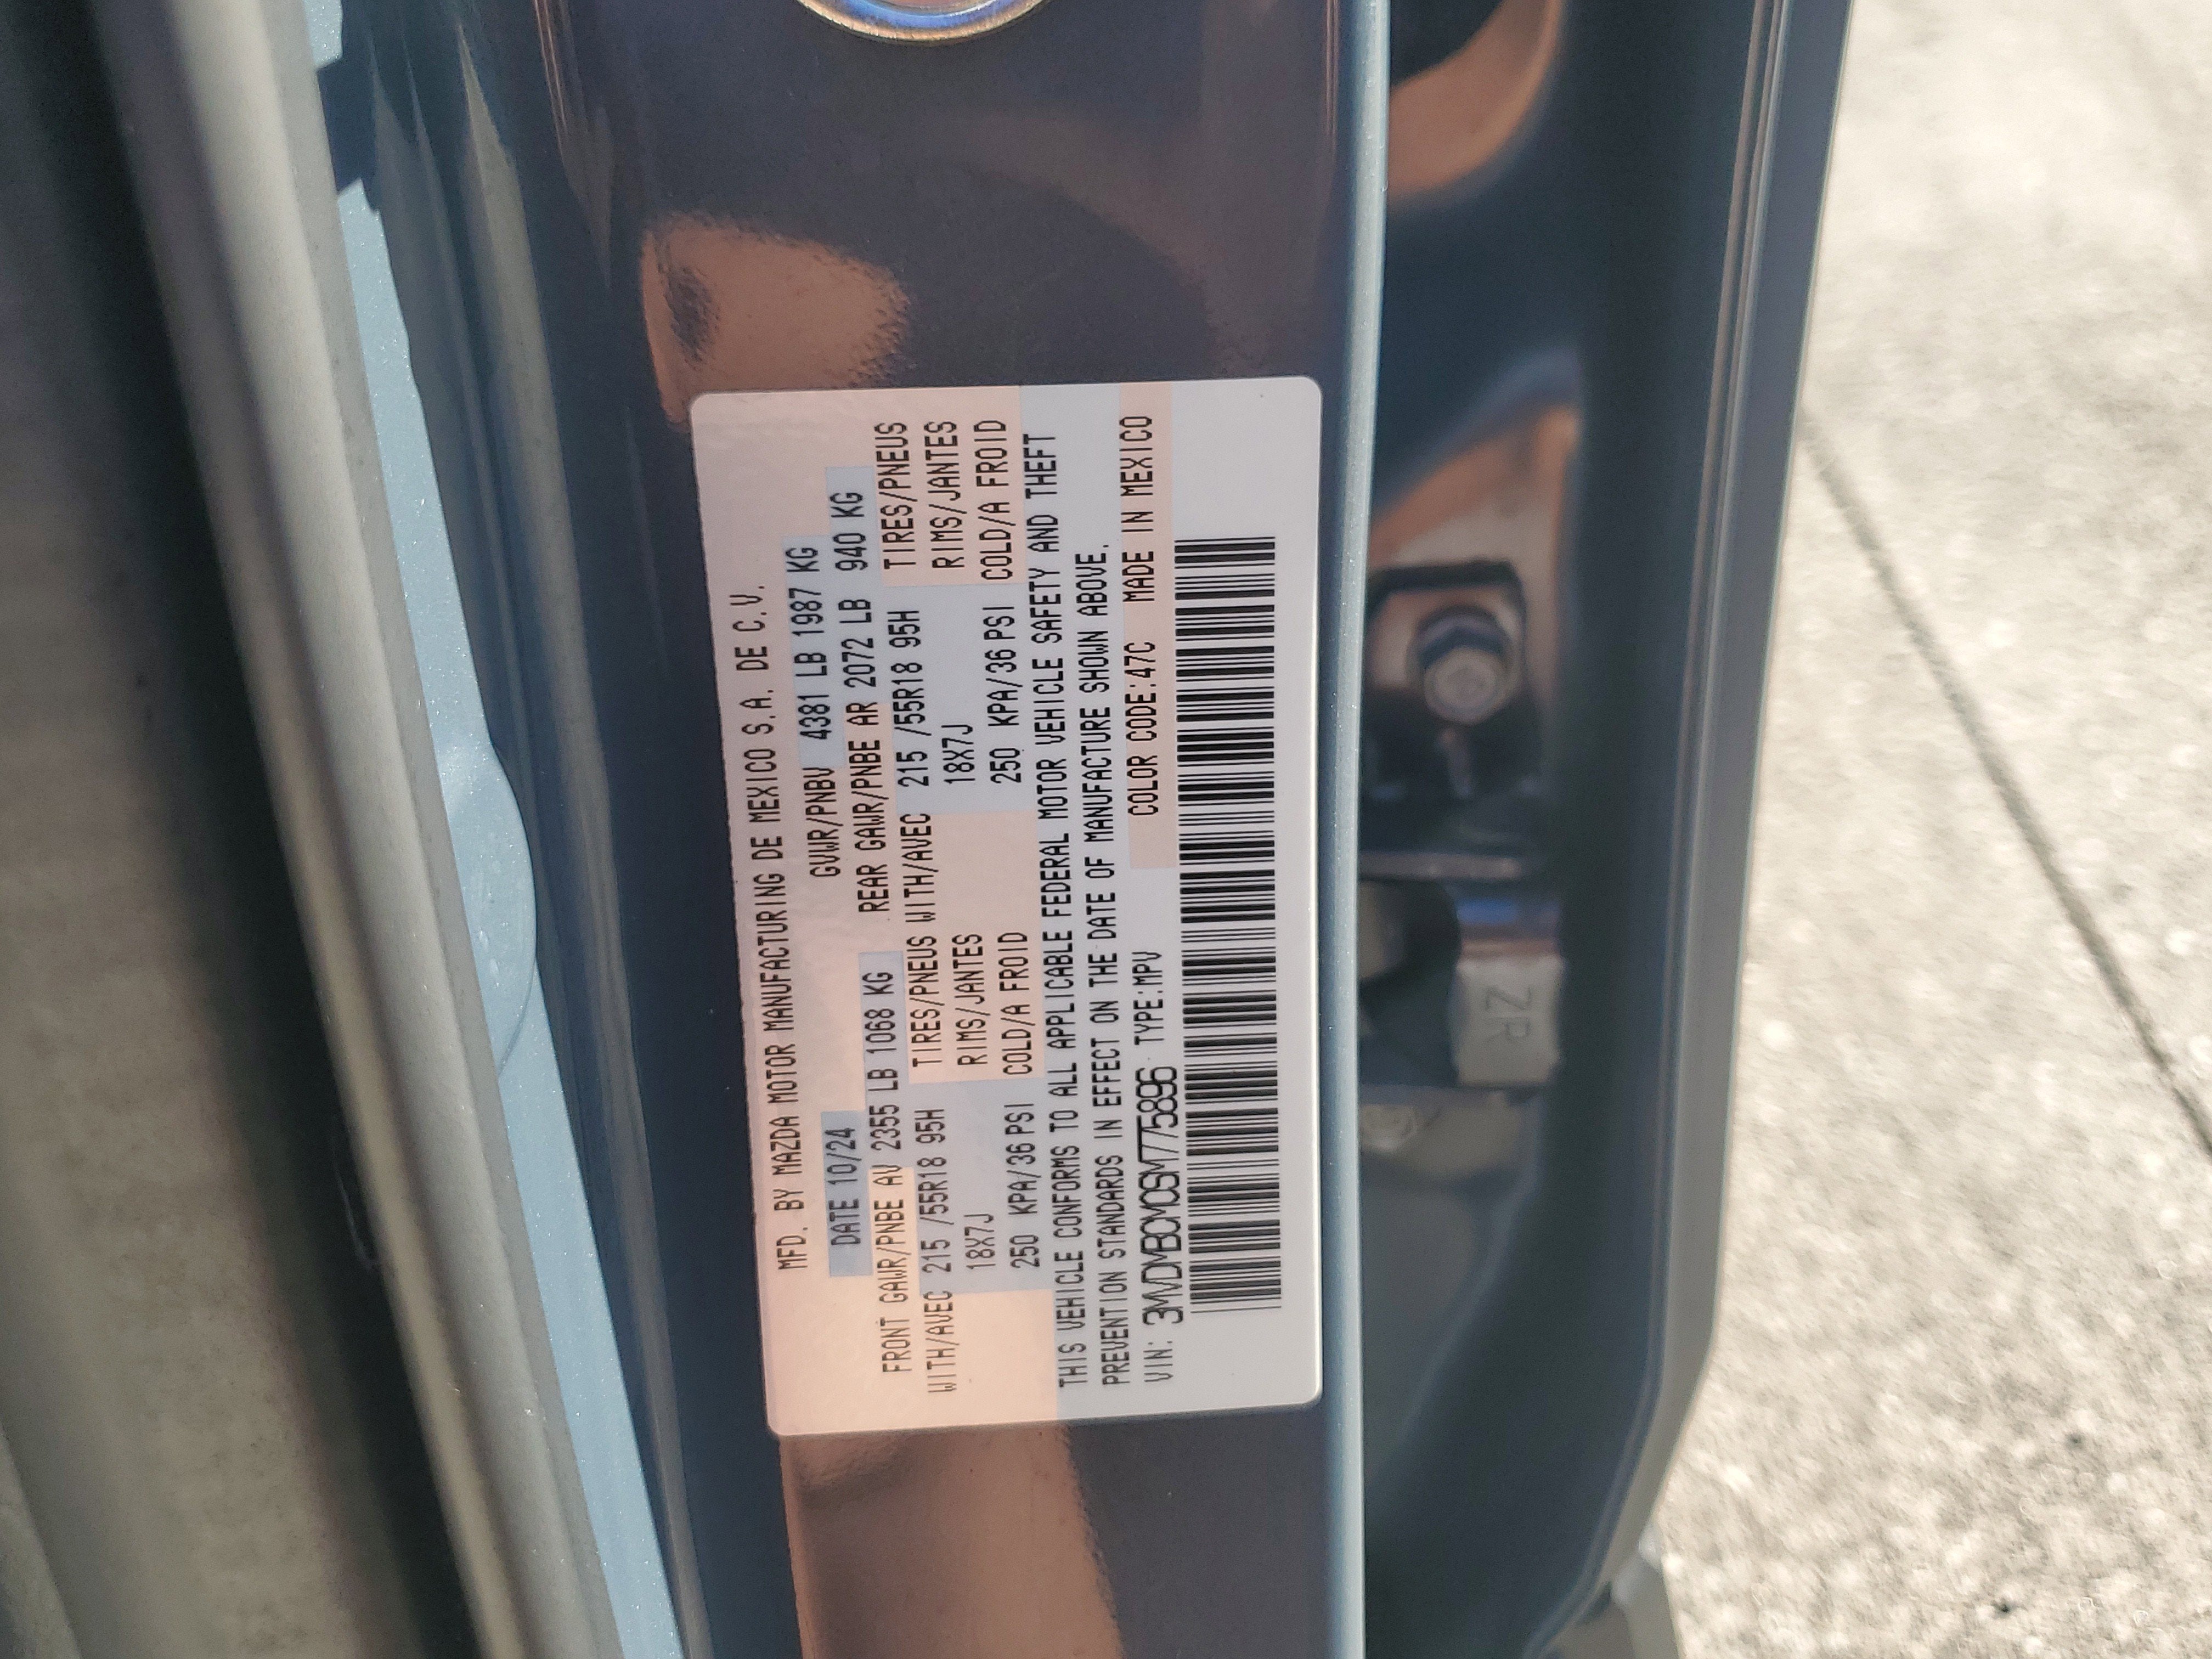 MFD. BY MAZDA MOTOR MANUFACTURING DE MEXICO S.A. DE C.V.
DATE 10/24 GVWR/PNBV 4381 LB 1987 KG
FRONT GAWR/PNBE AV 2355 LB 1068 KG REAR GAWR/PNBE AR 2072 LB 940 KG
WITH/AVEC 215 /55R18 95H TIRES/PNEUS WITH/AVEC 215 /55R18 95H TIRES/PNEUS
18X7J RIMS/JANTES 18X7J RIMS/JANTES
250 KPA/36 PSI COLD/A FROID 250 KPA/36 PSI COLD/A FROID
THIS VEHICLE CONFORMS TO ALL APPLICABLE FEDERAL MOTOR VEHICLE SAFETY AND THEFT
PREVENTION STANDARDS IN EFFECT ON THE DATE OF MANUFACTURE SHOWN ABOVE.
VIN: 3MVDMBCM0SM775896 TYPE:MPV COLOR CODE:47C MADE IN MEXICO
ZR